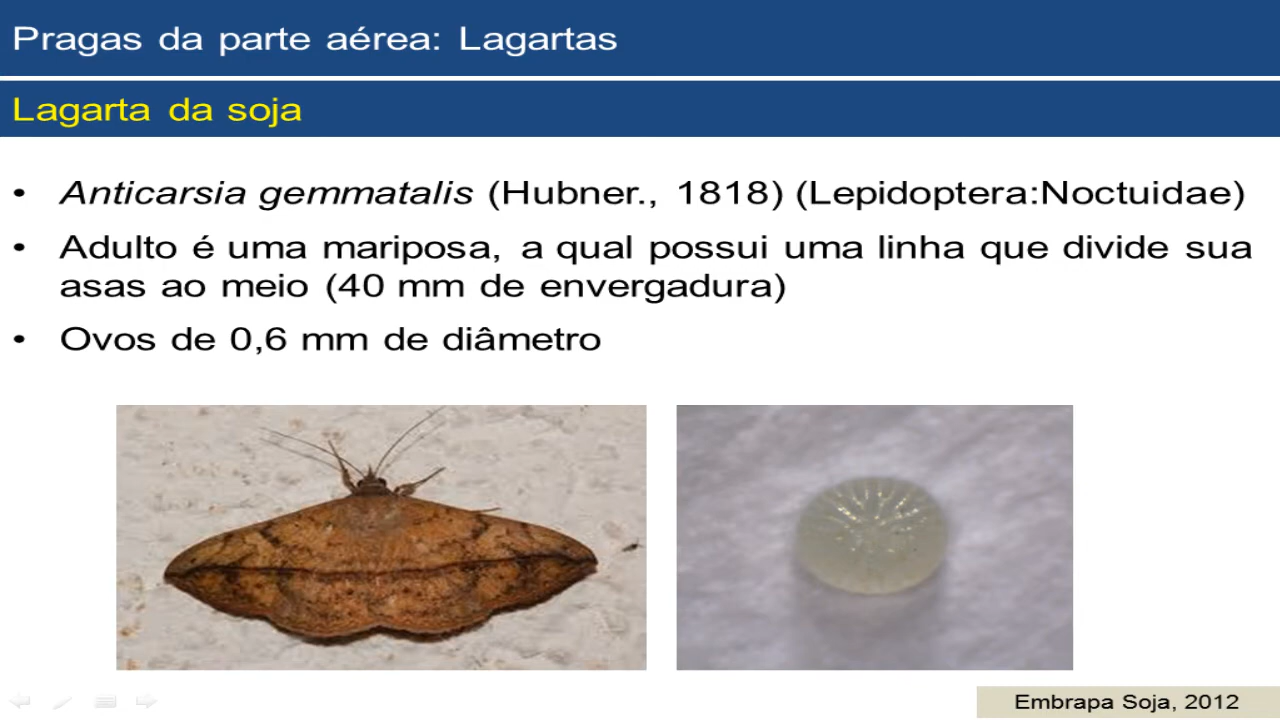 Pragas da parte aérea: Lagartas
Lagarta da soja
• Anticarsia gemmatalis (Hubner., 1818) (Lepidoptera:Noctuidae)
• Adulto é uma mariposa, a qual possui uma linha que divide sua
asas ao meio (40 mm de envergadura)
• Ovos de 0,6 mm de diâmetro
Embrapa Soja, 2012